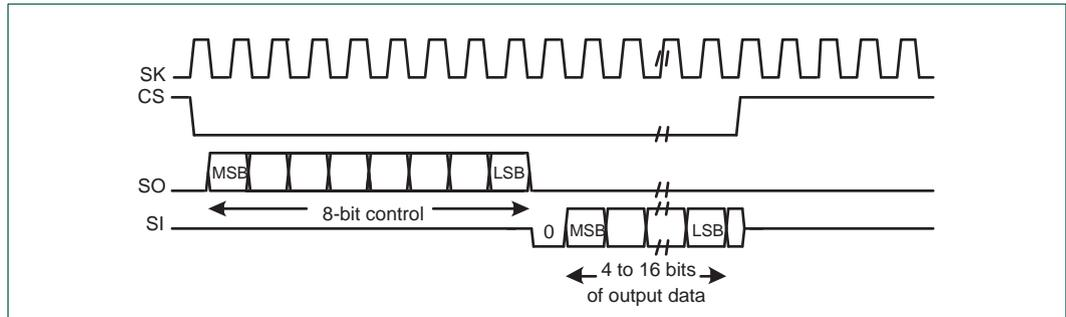 SK
CS
MSB LSB
SO
8-bit control
SI
0 MSB LSB
4 to 16 bits
of output data